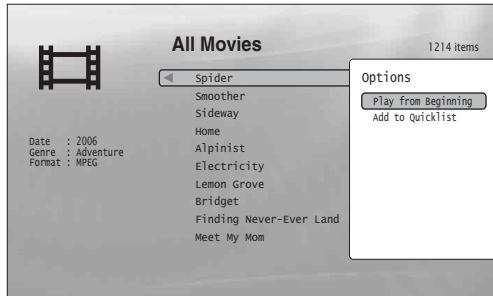 All Movies
1214 items
Spider
Smoother
Sideway
Home
Alpinist
Electricity
Lemon Grove
Bridget
Finding Never-Ever Land
Meet My Mom
Date : 2006
Genre : Adventure
Format : MPEG
Options
Play from Beginning
Add to Quicklist